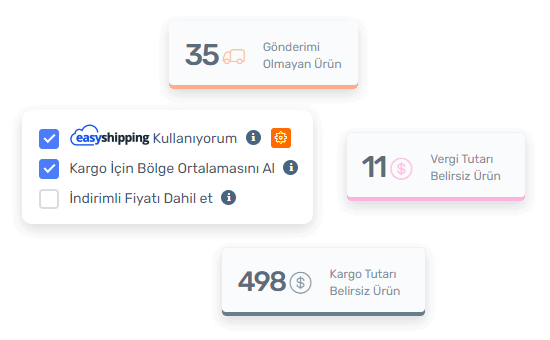 35
Gönderimi
Olmayan Ürün
easyshipping Kullanıyorum
Kargo İçin Bölge Ortalamasını Al
İndirimli Fiyatı Dahil et
11
Vergi Tutarı
Belirsiz Ürün
498
Kargo Tutarı
Belirsiz Ürün